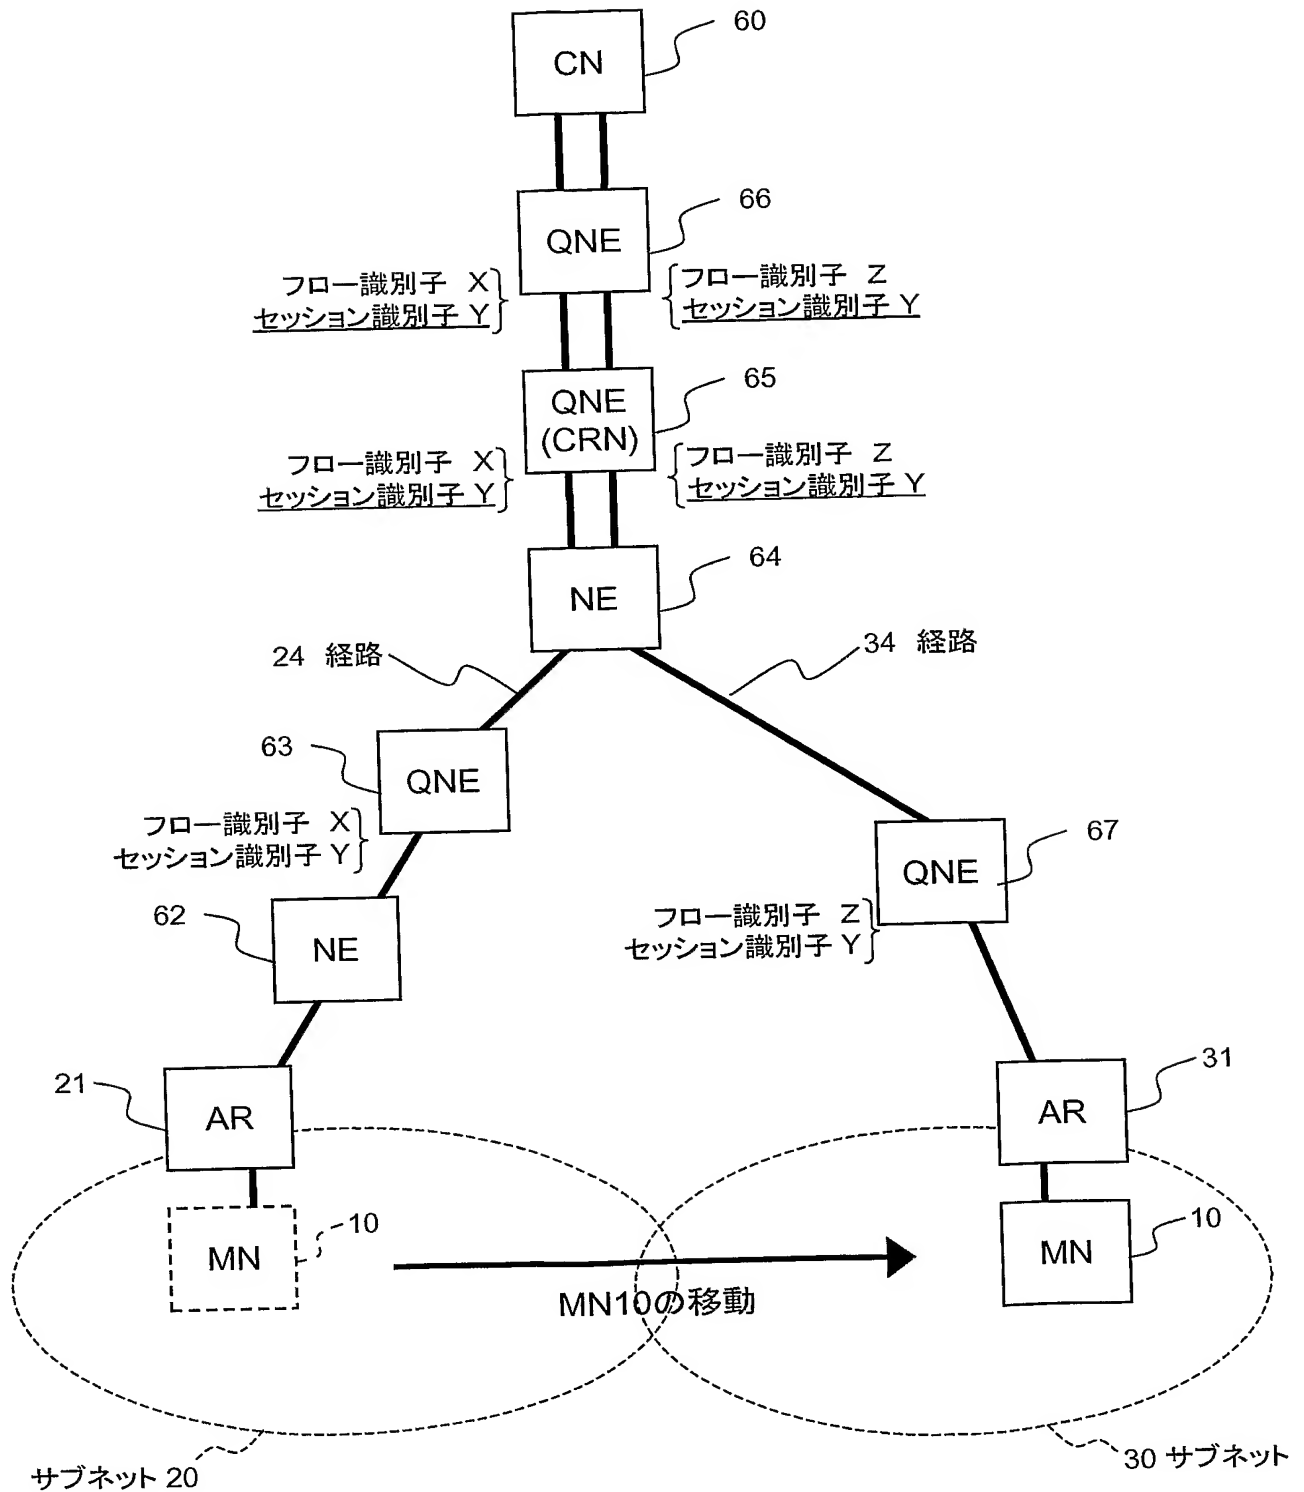 60
CN
66
QNE
フロー識別子 X
セッション識別子 Y
フロー識別子 Z
セッション識別子 Y
65
QNE
(CRN)
フロー識別子 X
セッション識別子 Y
フロー識別子 Z
セッション識別子 Y
64
NE
24 経路
34 経路
63
QNE
フロー識別子 X
セッション識別子 Y
67
QNE
フロー識別子 Z
セッション識別子 Y
62
NE
21
AR
31
AR
10
MN
10
MN
MN10の移動
サブネット 20
30 サブネット